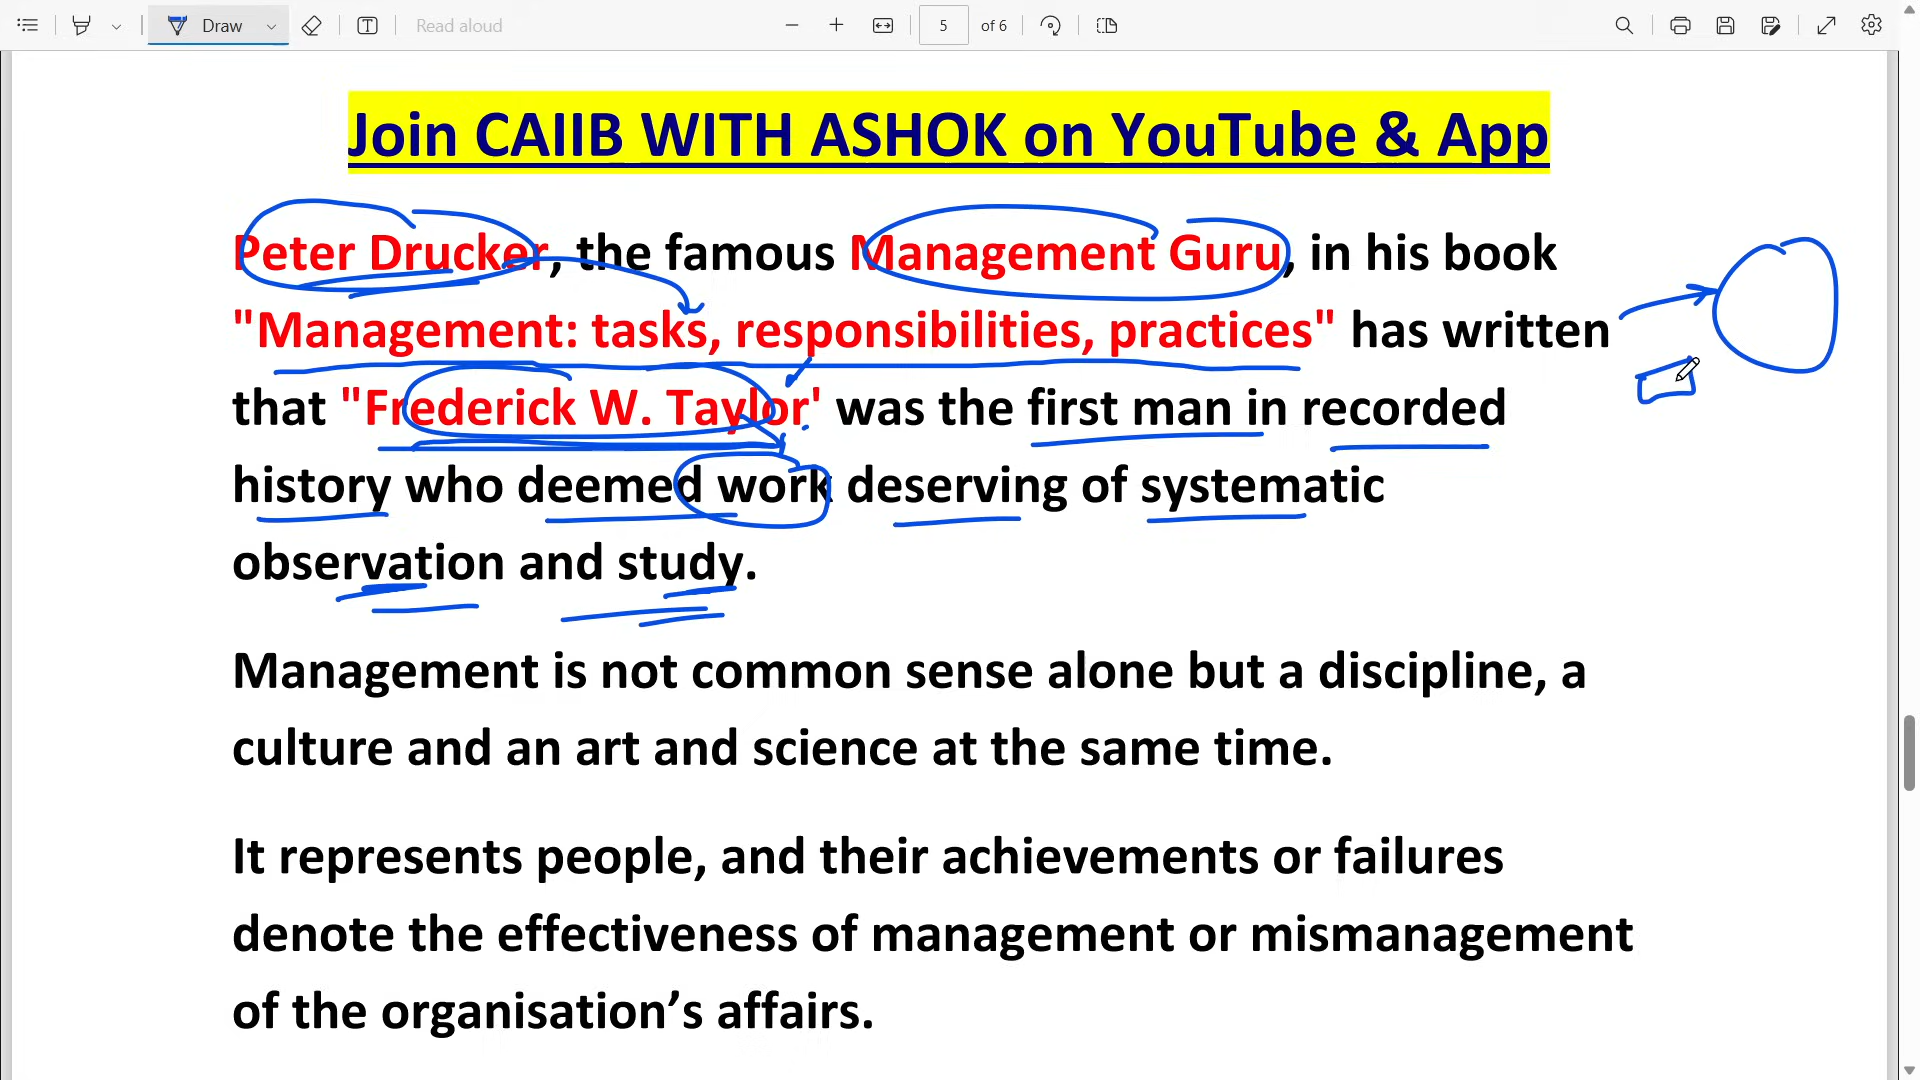 Draw
Read aloud
5 of 6
Join CAIIB WITH ASHOK on YouTube & App
Peter Drucker, the famous Management Guru, in his book
"Management: tasks, responsibilities, practices" has written
that "Frederick W. Taylor' was the first man in recorded
history who deemed work deserving of systematic
observation and study.
Management is not common sense alone but a discipline, a
culture and an art and science at the same time.
It represents people, and their achievements or failures
denote the effectiveness of management or mismanagement
of the organisation’s affairs.